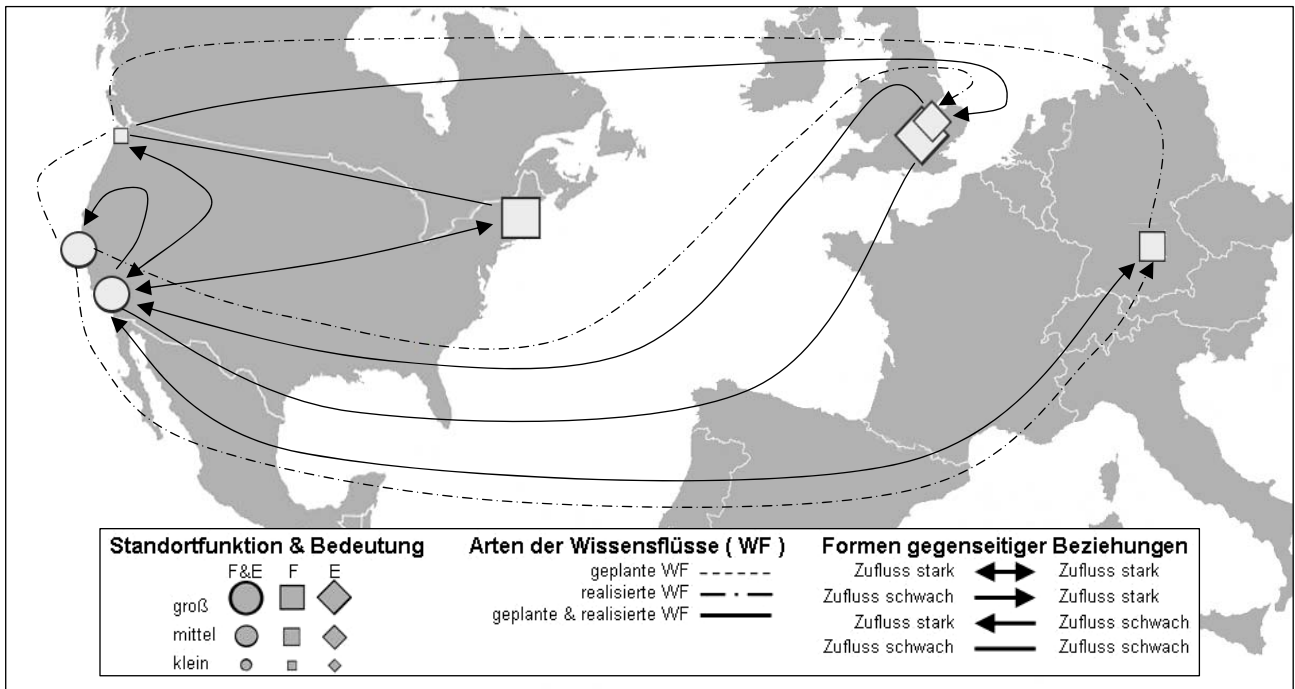 Standortfunktion & Bedeutung
F&E F E
groß
mittel
klein
Arten der Wissensflüsse ( WF )
geplante WF
realisierte WF
geplante & realisierte WF
Formen gegenseitiger Beziehungen
Zufluss stark Zufluss stark
Zufluss schwach Zufluss stark
Zufluss stark Zufluss schwach
Zufluss schwach Zufluss schwach